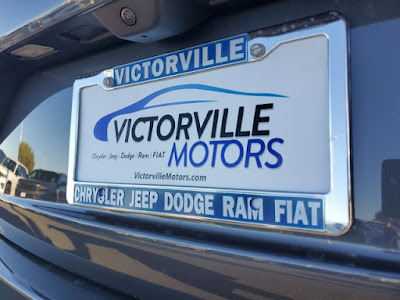 VICTORVILLE
VICTORVILLE
Chrysler | Jeep | Dodge | Ram | FIAT
MOTORS
VictorvilleMotors.com
CHRYSLER JEEP DODGE RAM FIAT